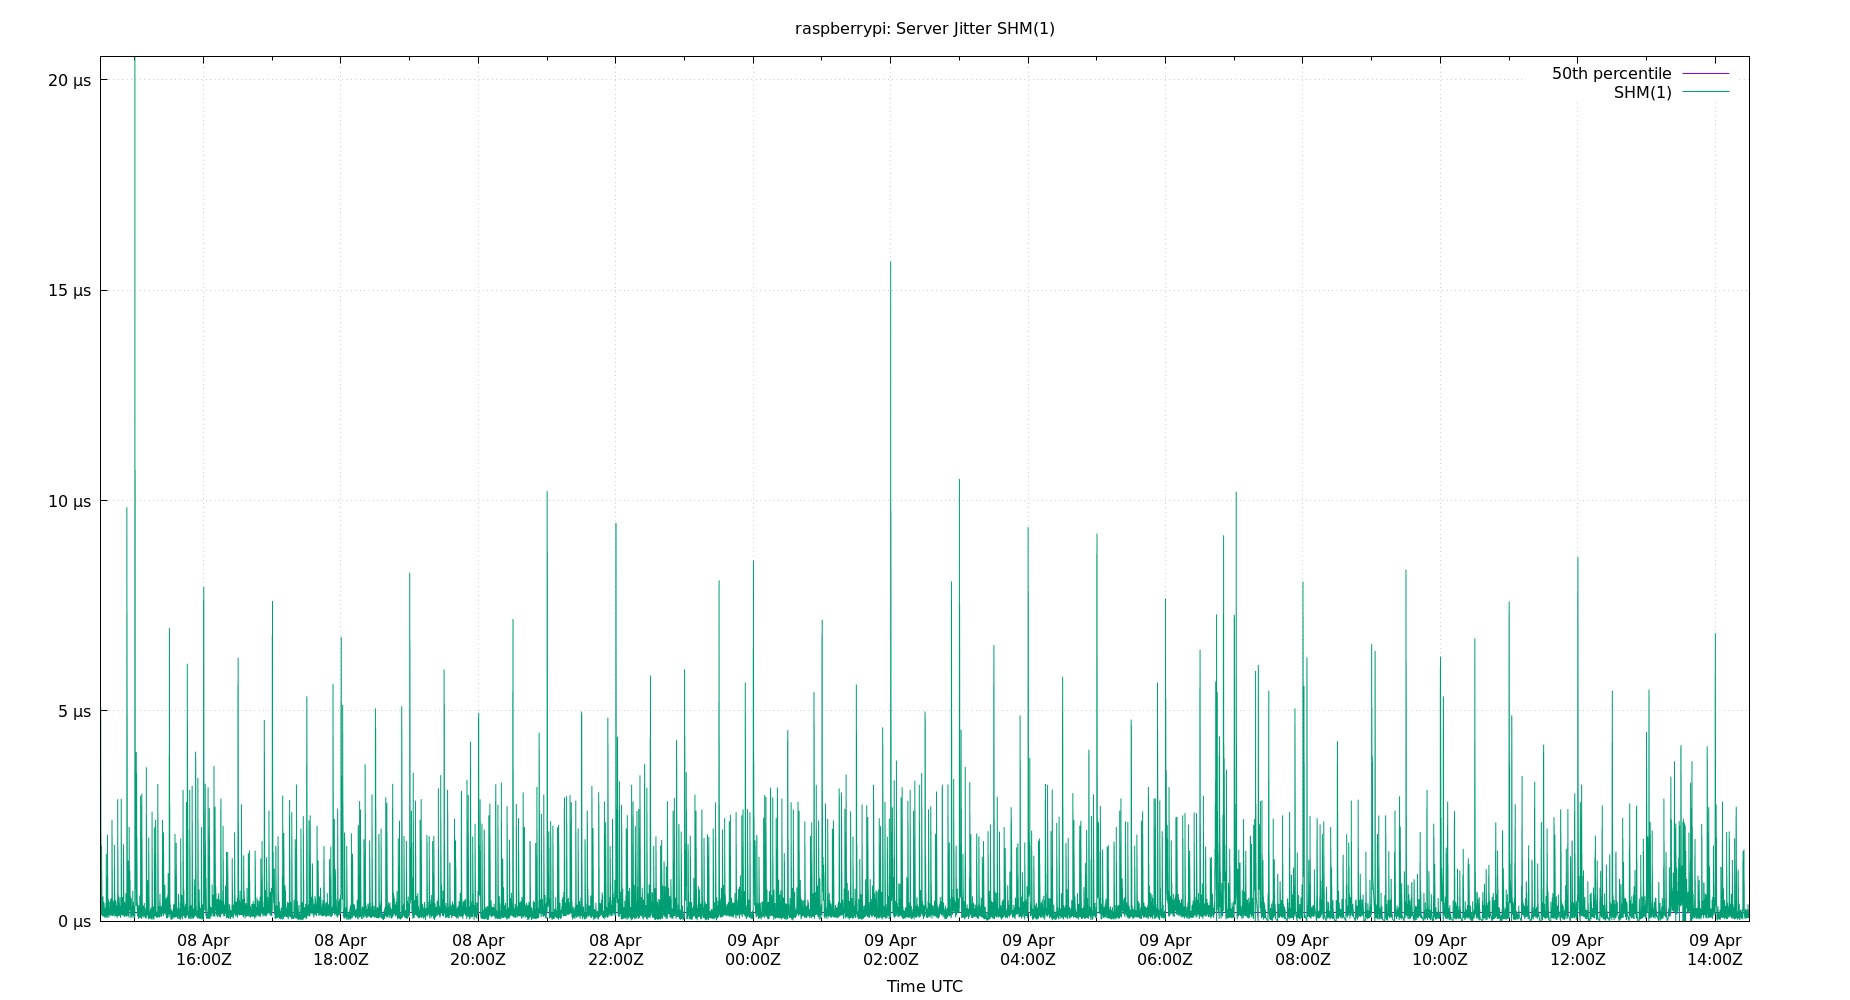 raspberrypi: Server Jitter SHM(1)
50th percentile
SHM(1)
20 µs
15 µs
10 µs
5 µs
0 µs
08 Apr 08 Apr 08 Apr 08 Apr 09 Apr 09 Apr 09 Apr 09 Apr 09 Apr 09 Apr 09 Apr 09 Apr
16:00Z 18:00Z 20:00Z 22:00Z 00:00Z 02:00Z 04:00Z 06:00Z 08:00Z 10:00Z 12:00Z 14:00Z
Time UTC